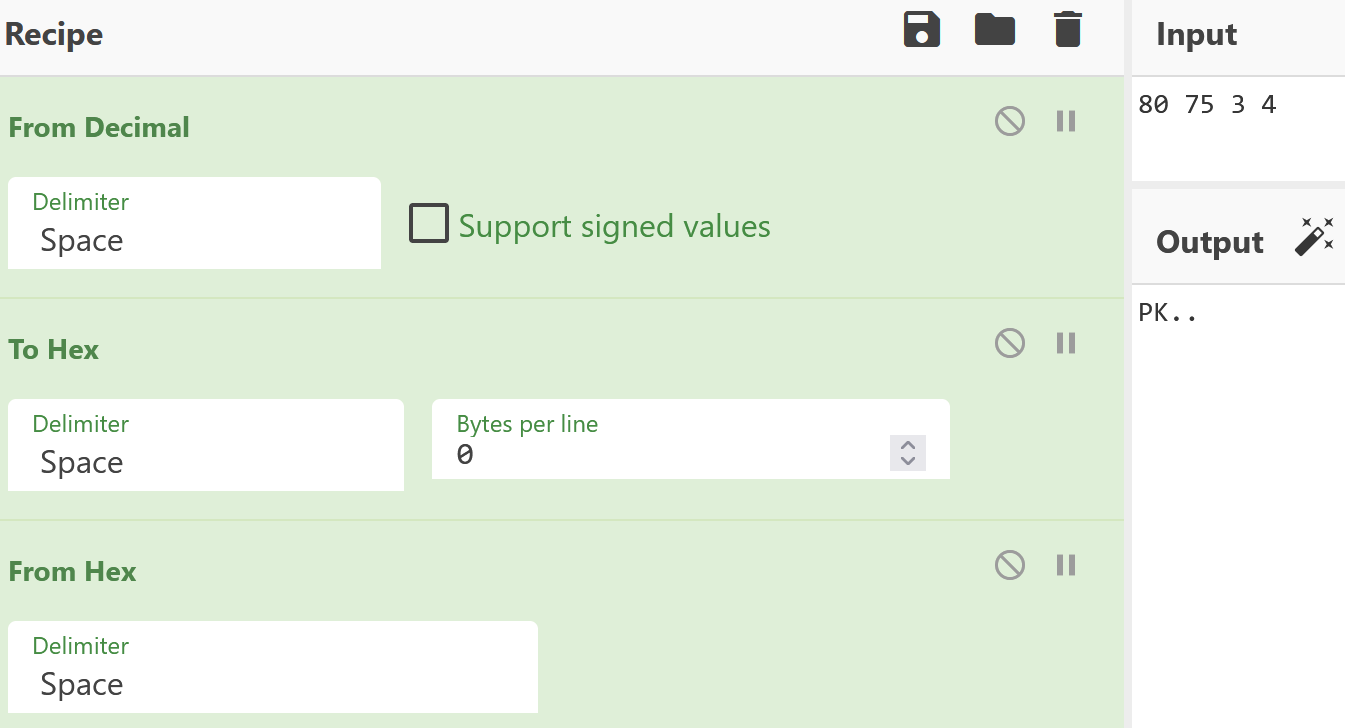 Recipe
From Decimal
Delimiter
Space
Support signed values
To Hex
Delimiter
Space
Bytes per line
0
From Hex
Delimiter
Space
Input
80 75 3 4
Output
PK..